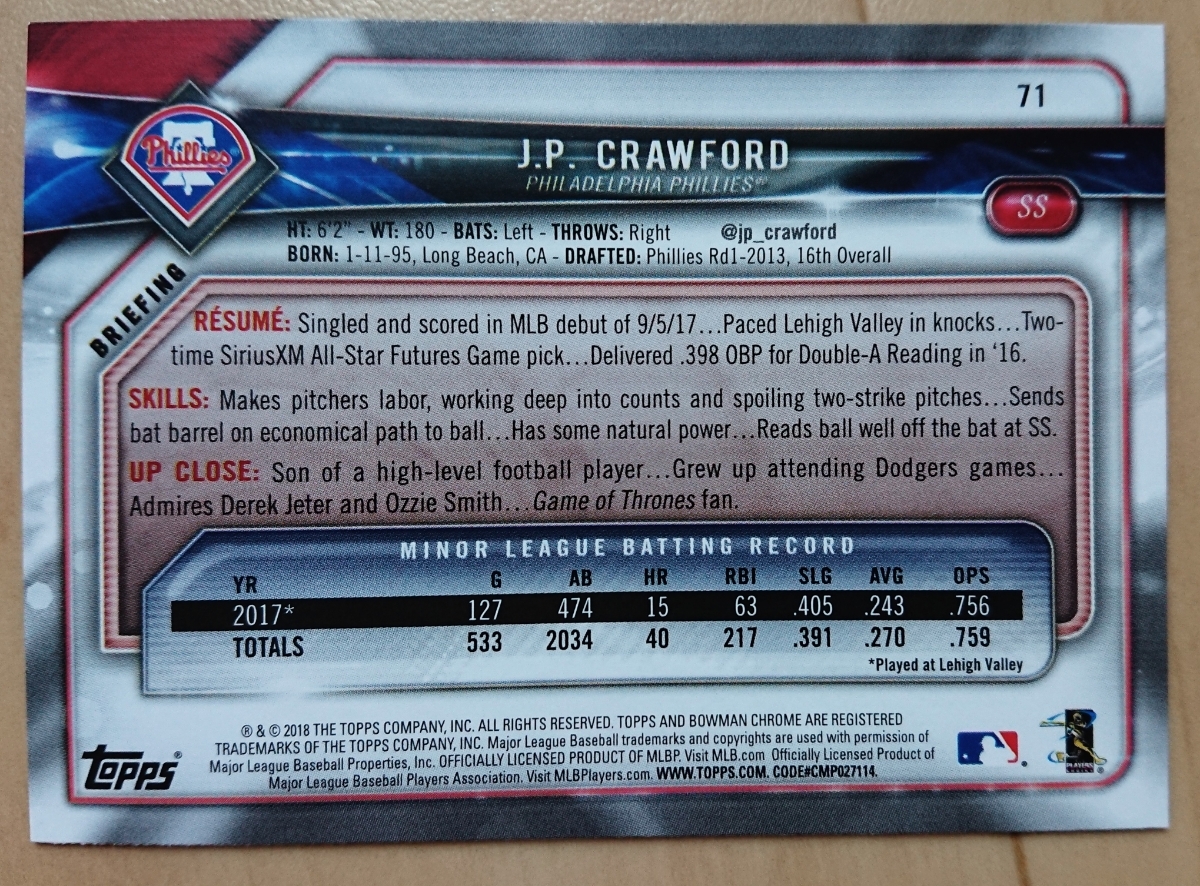 71
Phillies
J.P. CRAWFORD
PHILADELPHIA PHILLIES®
SS
HT: 6'2" - WT: 180 - BATS: Left - THROWS: Right @jp_crawford
BORN: 1-11-95, Long Beach, CA - DRAFTED: Phillies Rd1-2013, 16th Overall
BRIEFING
RÉSUMÉ: Singled and scored in MLB debut of 9/5/17...Paced Lehigh Valley in knocks...Two-
time SiriusXM All-Star Futures Game pick...Delivered .398 OBP for Double-A Reading in '16.
SKILLS: Makes pitchers labor, working deep into counts and spoiling two-strike pitches...Sends
bat barrel on economical path to ball...Has some natural power...Reads ball well off the bat at SS.
UP CLOSE: Son of a high-level football player...Grew up attending Dodgers games...
Admires Derek Jeter and Ozzie Smith...Game of Thrones fan.
MINOR LEAGUE BATTING RECORD
YR G AB HR RBI SLG AVG OPS
2017* 127 474 15 63 .405 .243 .756
TOTALS 533 2034 40 217 .391 .270 .759
*Played at Lehigh Valley
® & © 2018 THE TOPPS COMPANY, INC. ALL RIGHTS RESERVED. TOPPS AND BOWMAN CHROME ARE REGISTERED
TRADEMARKS OF THE TOPPS COMPANY, INC. Major League Baseball trademarks and copyrights are used with permission of
Major League Baseball Properties, Inc. OFFICIALLY LICENSED PRODUCT OF MLBP. Visit MLB.com Officially Licensed Product of
Major League Baseball Players Association. Visit MLBPlayers.com. WWW.TOPPS.COM. CODE#CMP027114.
Topps®